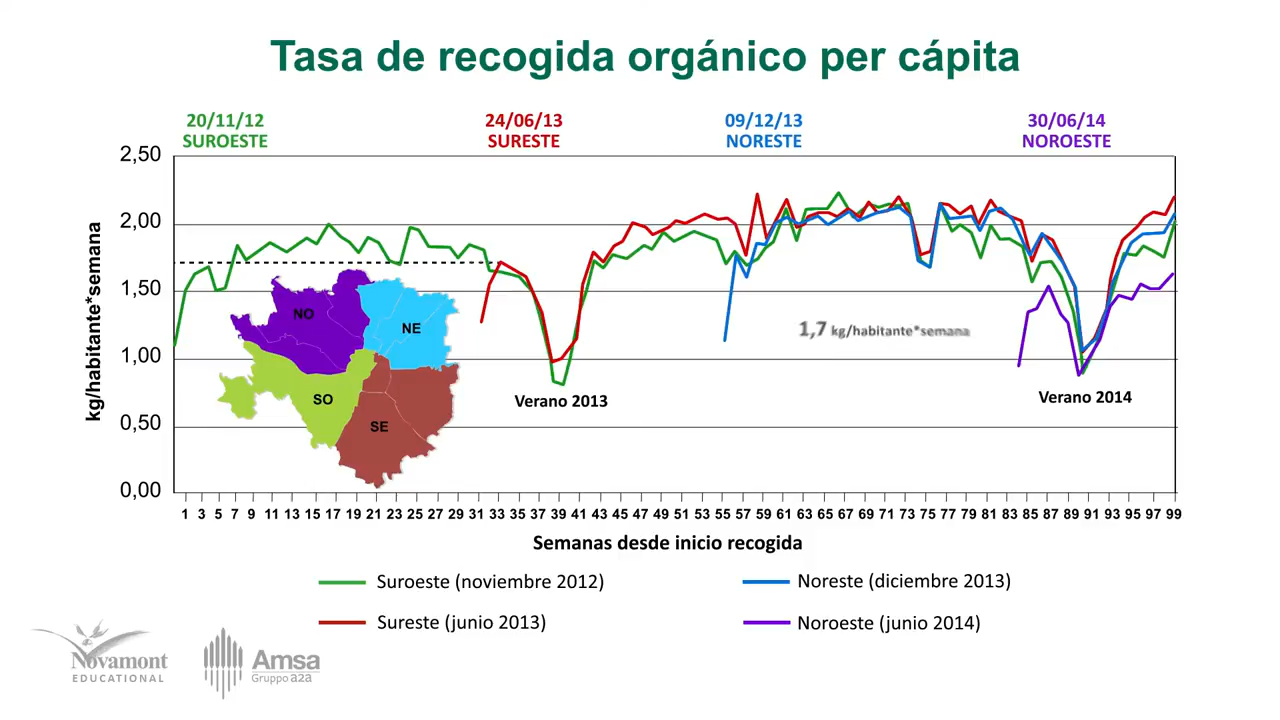 Tasa de recogida orgánico per cápita
20/11/12
SUROESTE
24/06/13
SURESTE
09/12/13
NORESTE
30/06/14
NOROESTE
kg/habitante*semana
2,50
2,00
1,50
1,00
0,50
0,00
NO
NE
SO
SE
Verano 2013
1,7 kg/habitante*semana
Verano 2014
1 3 5 7 9 11 13 15 17 19 21 23 25 27 29 31 33 35 37 39 41 43 45 47 49 51 53 55 57 59 61 63 65 67 69 71 73 75 77 79 81 83 85 87 89 91 93 95 97 99
Semanas desde inicio recogida
Suroeste (noviembre 2012)
Noreste (diciembre 2013)
Sureste (junio 2013)
Noroeste (junio 2014)
Novamont
EDUCATIONAL
Amsa
Gruppo a2a